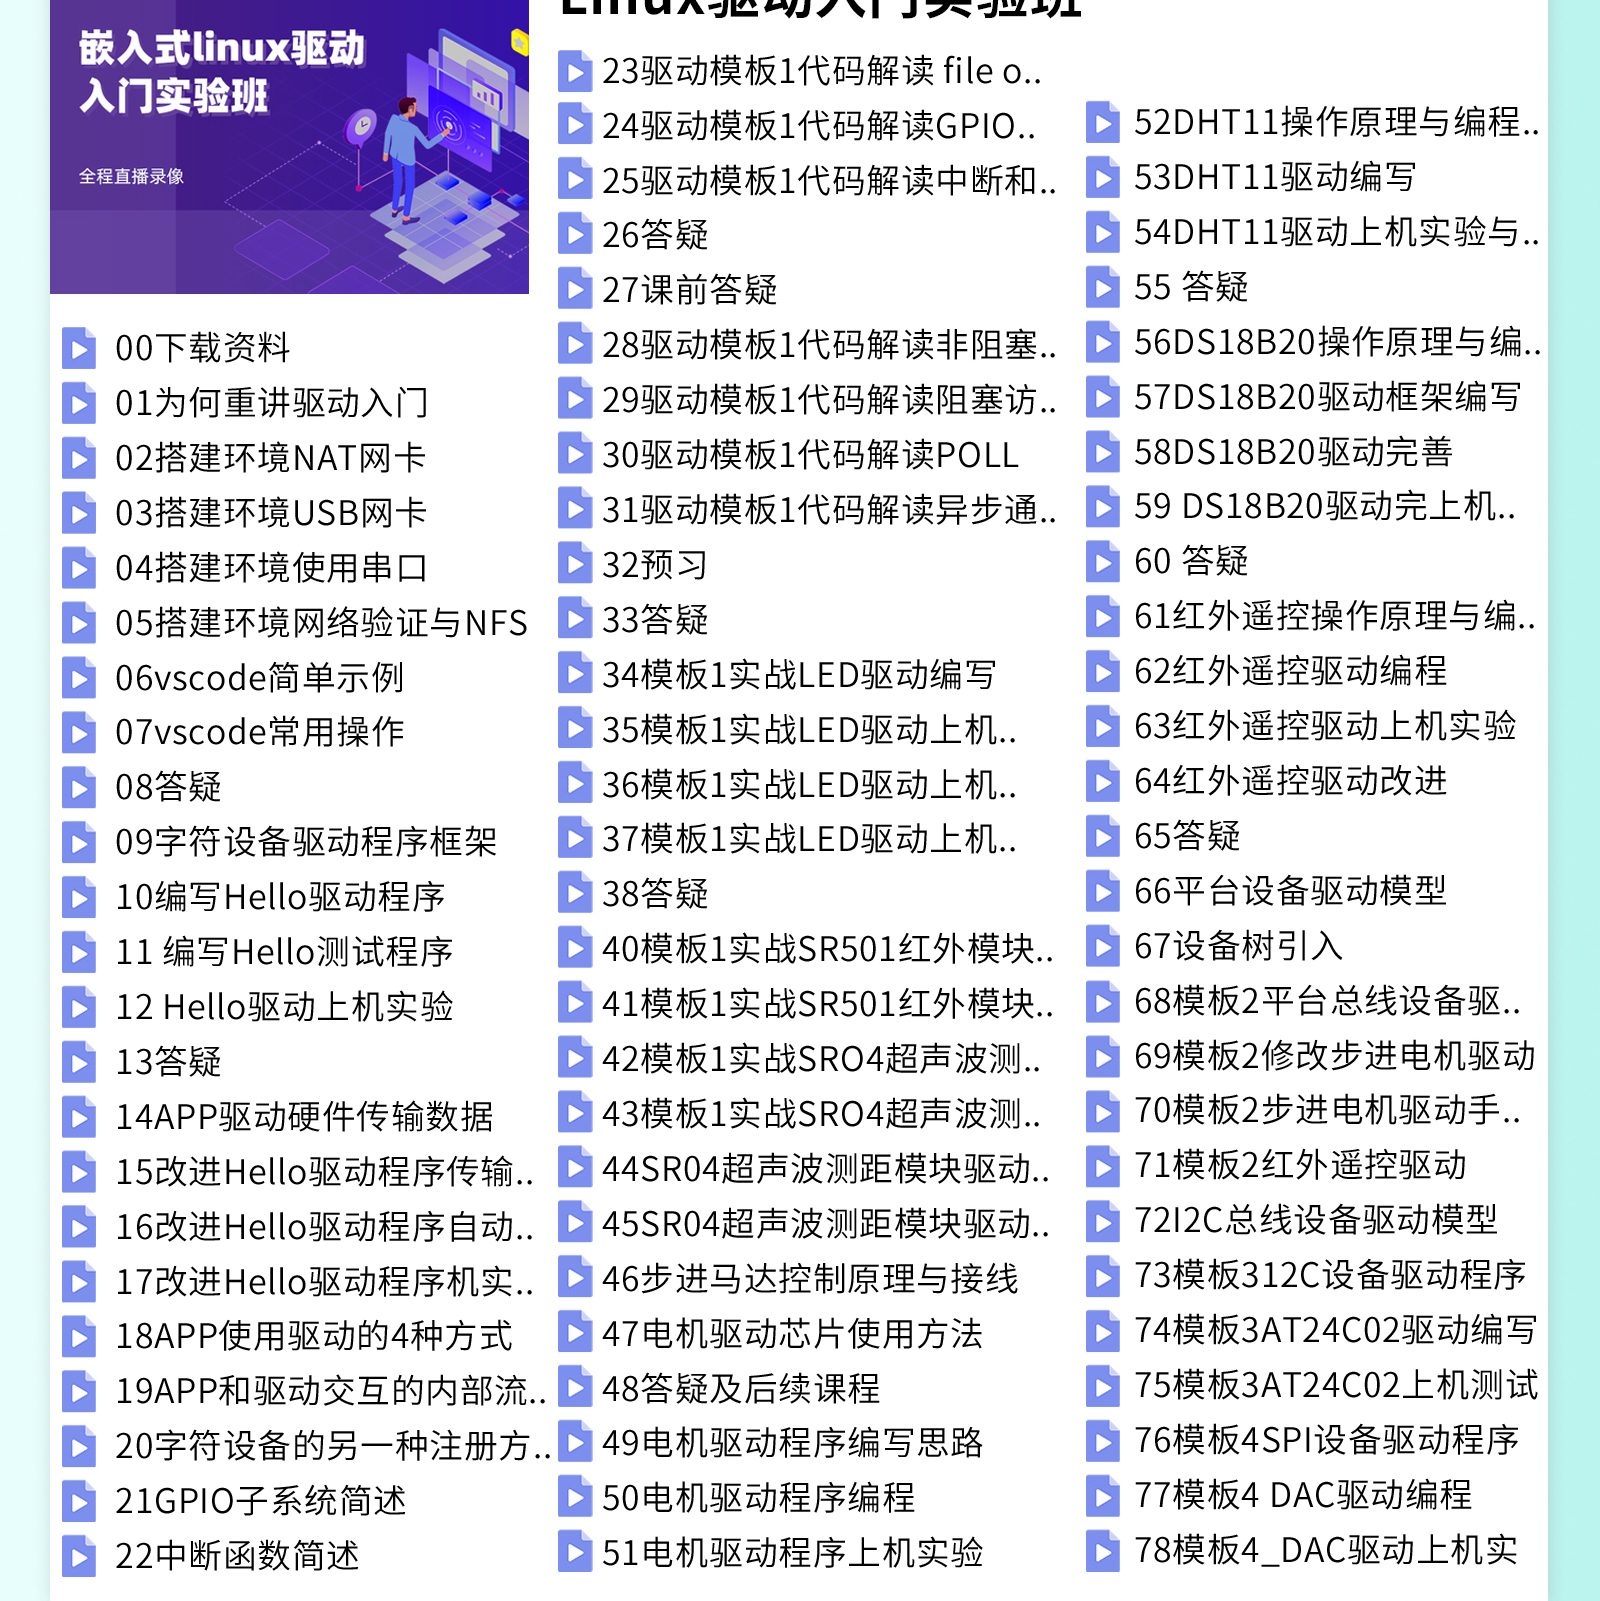 Linux驱动入门实验班
嵌入式linux驱动
入门实验班
全程直播录像
00下载资料
01为何重讲驱动入门
02搭建环境NAT网卡
03搭建环境USB网卡
04搭建环境使用串口
05搭建环境网络验证与NFS
06vscode简单示例
07vscode常用操作
08答疑
09字符设备驱动程序框架
10编写Hello驱动程序
11 编写Hello测试程序
12 Hello驱动上机实验
13答疑
14APP驱动硬件传输数据
15改进Hello驱动程序传输..
16改进Hello驱动程序自动..
17改进Hello驱动程序机实..
18APP使用驱动的4种方式
19APP和驱动交互的内部流..
20字符设备的另一种注册方..
21GPIO子系统简述
22中断函数简述
23驱动模板1代码解读 file o..
24驱动模板1代码解读GPIO..
25驱动模板1代码解读中断和..
26答疑
27课前答疑
28驱动模板1代码解读非阻塞..
29驱动模板1代码解读阻塞访..
30驱动模板1代码解读POLL
31驱动模板1代码解读异步通..
32预习
33答疑
34模板1实战LED驱动编写
35模板1实战LED驱动上机..
36模板1实战LED驱动上机..
37模板1实战LED驱动上机..
38答疑
40模板1实战SR501红外模块..
41模板1实战SR501红外模块..
42模板1实战SRO4超声波测..
43模板1实战SRO4超声波测..
44SR04超声波测距模块驱动..
45SR04超声波测距模块驱动..
46步进马达控制原理与接线
47电机驱动芯片使用方法
48答疑及后续课程
49电机驱动程序编写思路
50电机驱动程序编程
51电机驱动程序上机实验
52DHT11操作原理与编程..
53DHT11驱动编写
54DHT11驱动上机实验与..
55 答疑
56DS18B20操作原理与编..
57DS18B20驱动框架编写
58DS18B20驱动完善
59 DS18B20驱动完上机..
60 答疑
61红外遥控操作原理与编..
62红外遥控驱动编程
63红外遥控驱动上机实验
64红外遥控驱动改进
65答疑
66平台设备驱动模型
67设备树引入
68模板2平台总线设备驱..
69模板2修改步进电机驱动
70模板2步进电机驱动手..
71模板2红外遥控驱动
72I2C总线设备驱动模型
73模板312C设备驱动程序
74模板3AT24C02驱动编写
75模板3AT24C02上机测试
76模板4SPI设备驱动程序
77模板4 DAC驱动编程
78模板4_DAC驱动上机实